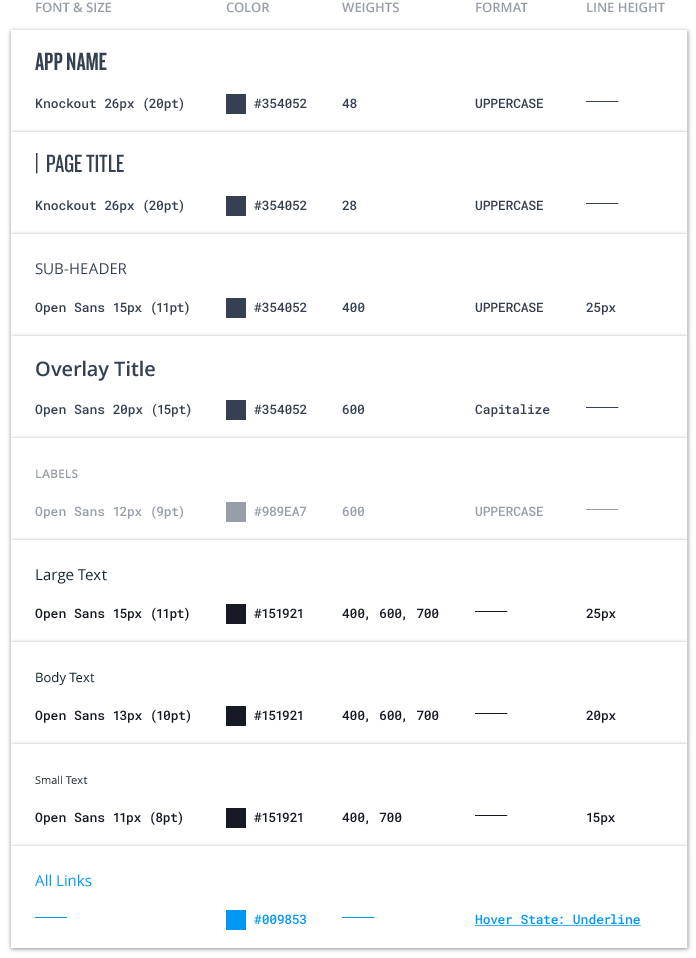 FONT & SIZE COLOR WEIGHTS FORMAT LINE HEIGHT
APP NAME
Knockout 26px (20pt) #354052 48 UPPERCASE
| PAGE TITLE
Knockout 26px (20pt) #354052 28 UPPERCASE
SUB-HEADER
Open Sans 15px (11pt) #354052 400 UPPERCASE 25px
Overlay Title
Open Sans 20px (15pt) #354052 600 Capitalize
LABELS
Open Sans 12px (9pt) #989EA7 600 UPPERCASE
Large Text
Open Sans 15px (11pt) #151921 400, 600, 700 25px
Body Text
Open Sans 13px (10pt) #151921 400, 600, 700 20px
Small Text
Open Sans 11px (8pt) #151921 400, 700 15px
All Links
#009853 Hover State: Underline